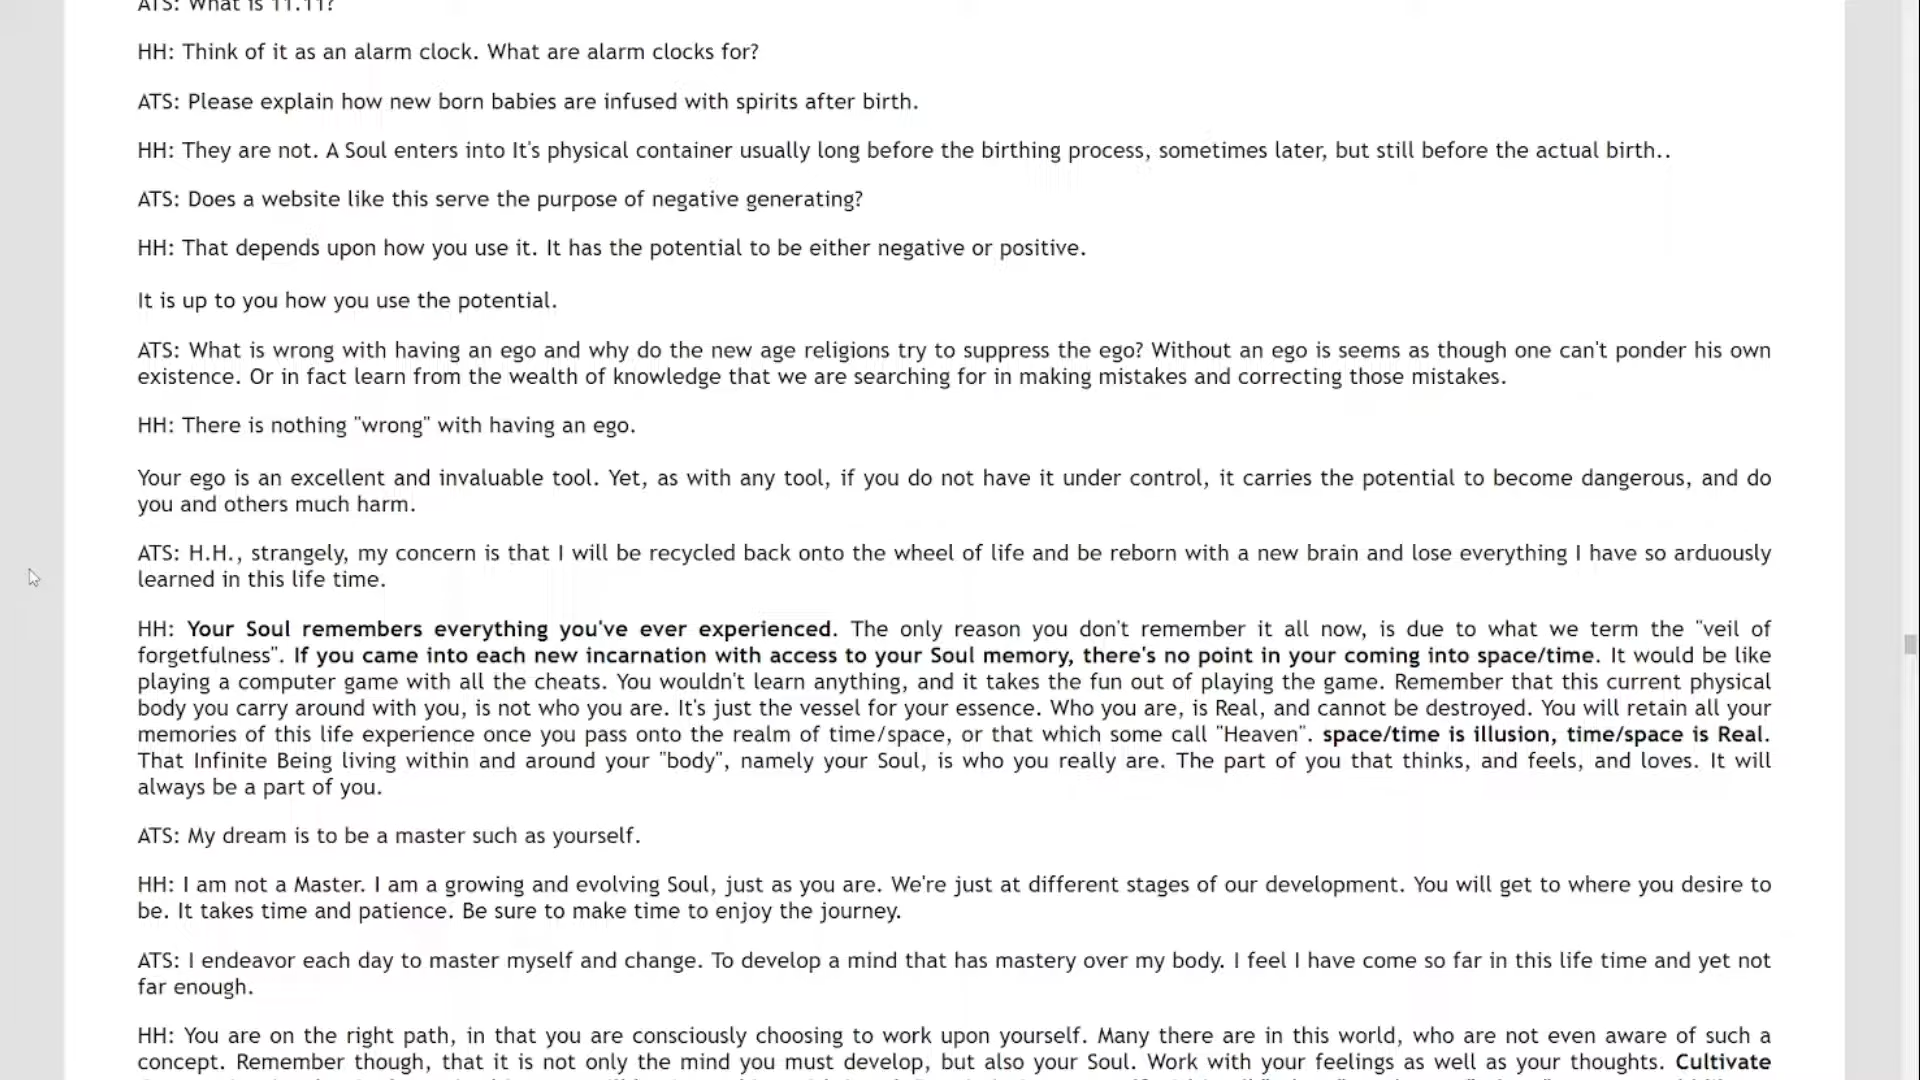 ATS: What is 11.11?
HH: Think of it as an alarm clock. What are alarm clocks for?
ATS: Please explain how new born babies are infused with spirits after birth.
HH: They are not. A Soul enters into It's physical container usually long before the birthing process, sometimes later, but still before the actual birth..
ATS: Does a website like this serve the purpose of negative generating?
HH: That depends upon how you use it. It has the potential to be either negative or positive.
It is up to you how you use the potential.
ATS: What is wrong with having an ego and why do the new age religions try to suppress the ego? Without an ego is seems as though one can't ponder his own
existence. Or in fact learn from the wealth of knowledge that we are searching for in making mistakes and correcting those mistakes.
HH: There is nothing "wrong" with having an ego.
Your ego is an excellent and invaluable tool. Yet, as with any tool, if you do not have it under control, it carries the potential to become dangerous, and do
you and others much harm.
ATS: H.H., strangely, my concern is that I will be recycled back onto the wheel of life and be reborn with a new brain and lose everything I have so arduously
learned in this life time.
HH: Your Soul remembers everything you've ever experienced. The only reason you don't remember it all now, is due to what we term the "veil of
forgetfulness". If you came into each new incarnation with access to your Soul memory, there's no point in your coming into space/time. It would be like
playing a computer game with all the cheats. You wouldn't learn anything, and it takes the fun out of playing the game. Remember that this current physical
body you carry around with you, is not who you are. It's just the vessel for your essence. Who you are, is Real, and cannot be destroyed. You will retain all your
memories of this life experience once you pass onto the realm of time/space, or that which some call "Heaven". space/time is illusion, time/space is Real.
That Infinite Being living within and around your "body", namely your Soul, is who you really are. The part of you that thinks, and feels, and loves. It will
always be a part of you.
ATS: My dream is to be a master such as yourself.
HH: I am not a Master. I am a growing and evolving Soul, just as you are. We're just at different stages of our development. You will get to where you desire to
be. It takes time and patience. Be sure to make time to enjoy the journey.
ATS: I endeavor each day to master myself and change. To develop a mind that has mastery over my body. I feel I have come so far in this life time and yet not
far enough.
HH: You are on the right path, in that you are consciously choosing to work upon yourself. Many there are in this world, who are not even aware of such a
concept. Remember though, that it is not only the mind you must develop, but also your Soul. Work with your feelings as well as your thoughts. Cultivate